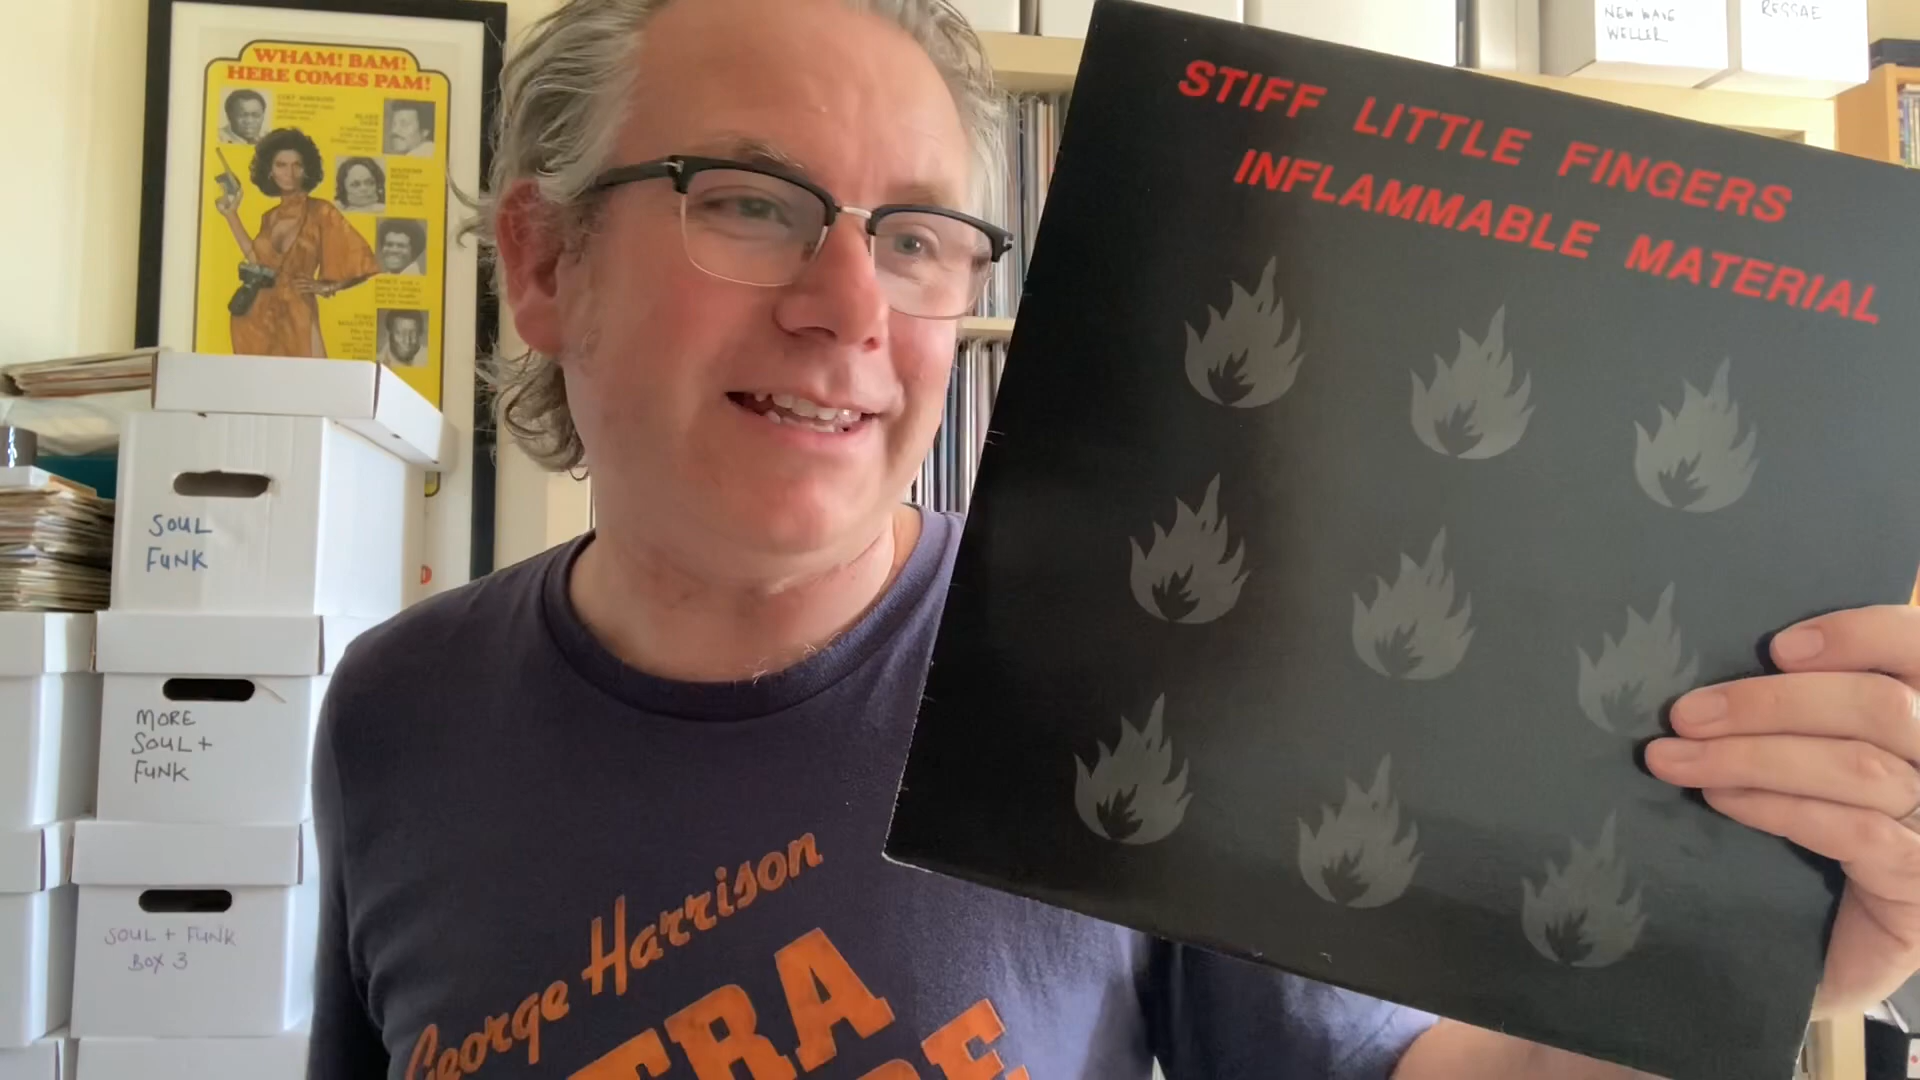 WHAM! BAM!
HERE COMES PAM!
NEW WAVE
WELLER
REGGAE
STIFF LITTLE FINGERS
INFLAMMABLE MATERIAL
SOUL
FUNK
MORE
SOUL +
FUNK
SOUL + FUNK
BOX 3
George Harrison
TRA